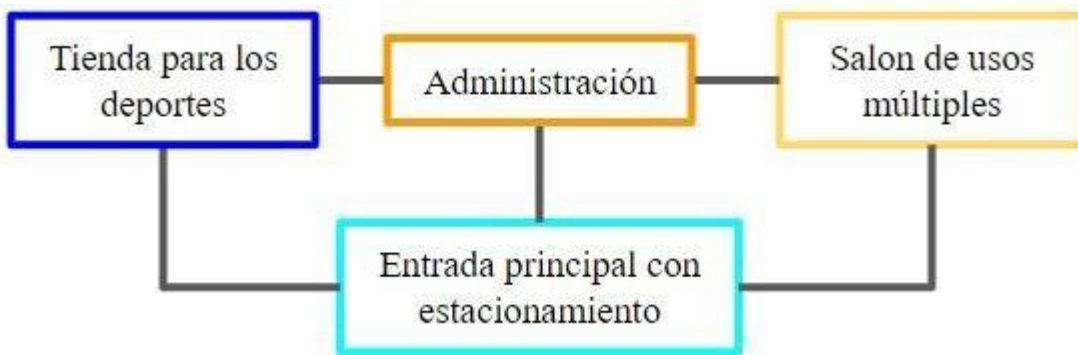 Tienda para los
deportes
Administración
Salon de usos
múltiples
Entrada principal con
estacionamiento